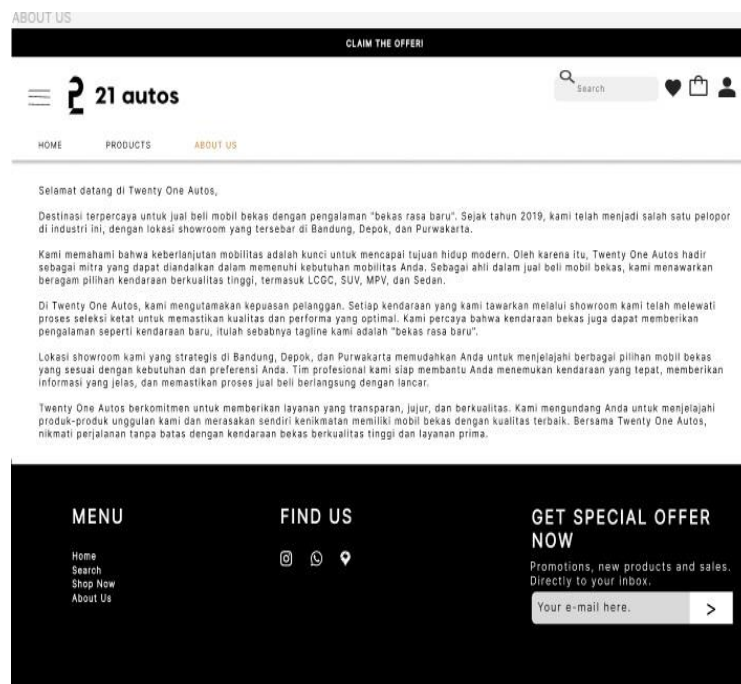 ABOUT US
CLAIM THE OFFER!
21 autos
Search
HOME PRODUCTS ABOUT US
Selamat datang di Twenty One Autos,
Destinasi terpercaya untuk jual beli mobil bekas dengan pengalaman "bekas rasa baru". Sejak tahun 2019, kami telah menjadi salah satu pelopor
di industri ini, dengan lokasi showroom yang tersebar di Bandung, Depok, dan Purwakarta.
Kami memahami bahwa keberlanjutan mobilitas adalah kunci untuk mencapai tujuan hidup modern. Oleh karena itu, Twenty One Autos hadir
sebagai mitra yang dapat diandalkan dalam memenuhi kebutuhan mobilitas Anda. Sebagai ahli dalam jual beli mobil bekas, kami menawarkan
beragam pilihan kendaraan berkualitas tinggi, termasuk LCGC, SUV, MPV, dan Sedan.
Di Twenty One Autos, kami mengutamakan kepuasan pelanggan. Setiap kendaraan yang kami tawarkan melalui showroom kami telah melewati
proses seleksi ketat untuk memastikan kualitas dan performa yang optimal. Kami percaya bahwa kendaraan bekas juga dapat memberikan
pengalaman seperti kendaraan baru, itulah sebabnya tagline kami adalah "bekas rasa baru".
Lokasi showroom kami yang strategis di Bandung, Depok, dan Purwakarta memudahkan Anda untuk menjelajahi berbagai pilihan mobil bekas
yang sesuai dengan kebutuhan dan preferensi Anda. Tim profesional kami siap membantu Anda menemukan kendaraan yang tepat, memberikan
informasi yang jelas, dan memastikan proses jual beli berlangsung dengan lancar.
Twenty One Autos berkomitmen untuk memberikan layanan yang transparan, jujur, dan berkualitas. Kami mengundang Anda untuk menjelajahi
produk-produk unggulan kami dan merasakan sendiri kenikmatan memiliki mobil bekas dengan kualitas terbaik. Bersama Twenty One Autos,
nikmati perjalanan tanpa batas dengan kendaraan bekas berkualitas tinggi dan layanan prima.
MENU
Home
Search
Shop Now
About Us
FIND US
GET SPECIAL OFFER
NOW
Promotions, new products and sales.
Directly to your inbox.
Your e-mail here. >